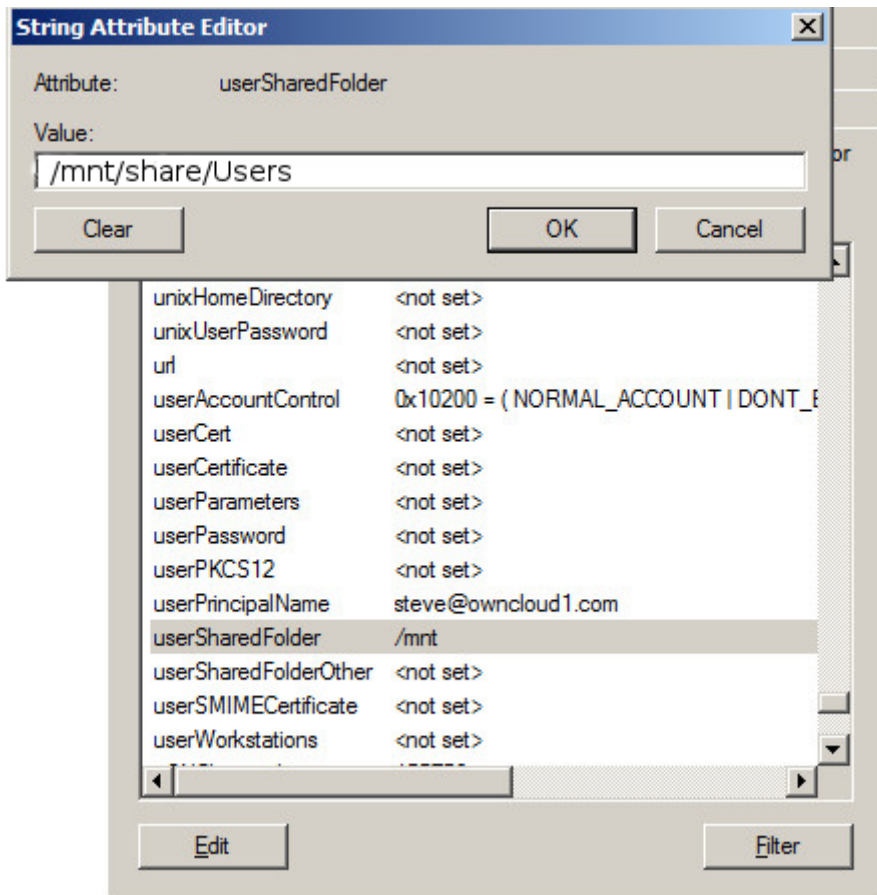 String Attribute Editor
Attribute: userSharedFolder
Value:
/mnt/share/Users
Clear OK Cancel
or
unixHomeDirectory <not set>
unixUserPassword <not set>
url <not set>
userAccountControl 0x10200 = ( NORMAL_ACCOUNT | DONT_E
userCert <not set>
userCertificate <not set>
userParameters <not set>
userPassword <not set>
userPKCS12 <not set>
userPrincipalName steve@owncloud1.com
userSharedFolder /mnt
userSharedFolderOther <not set>
userSMIMECertificate <not set>
userWorkstations <not set>
Edit Filter